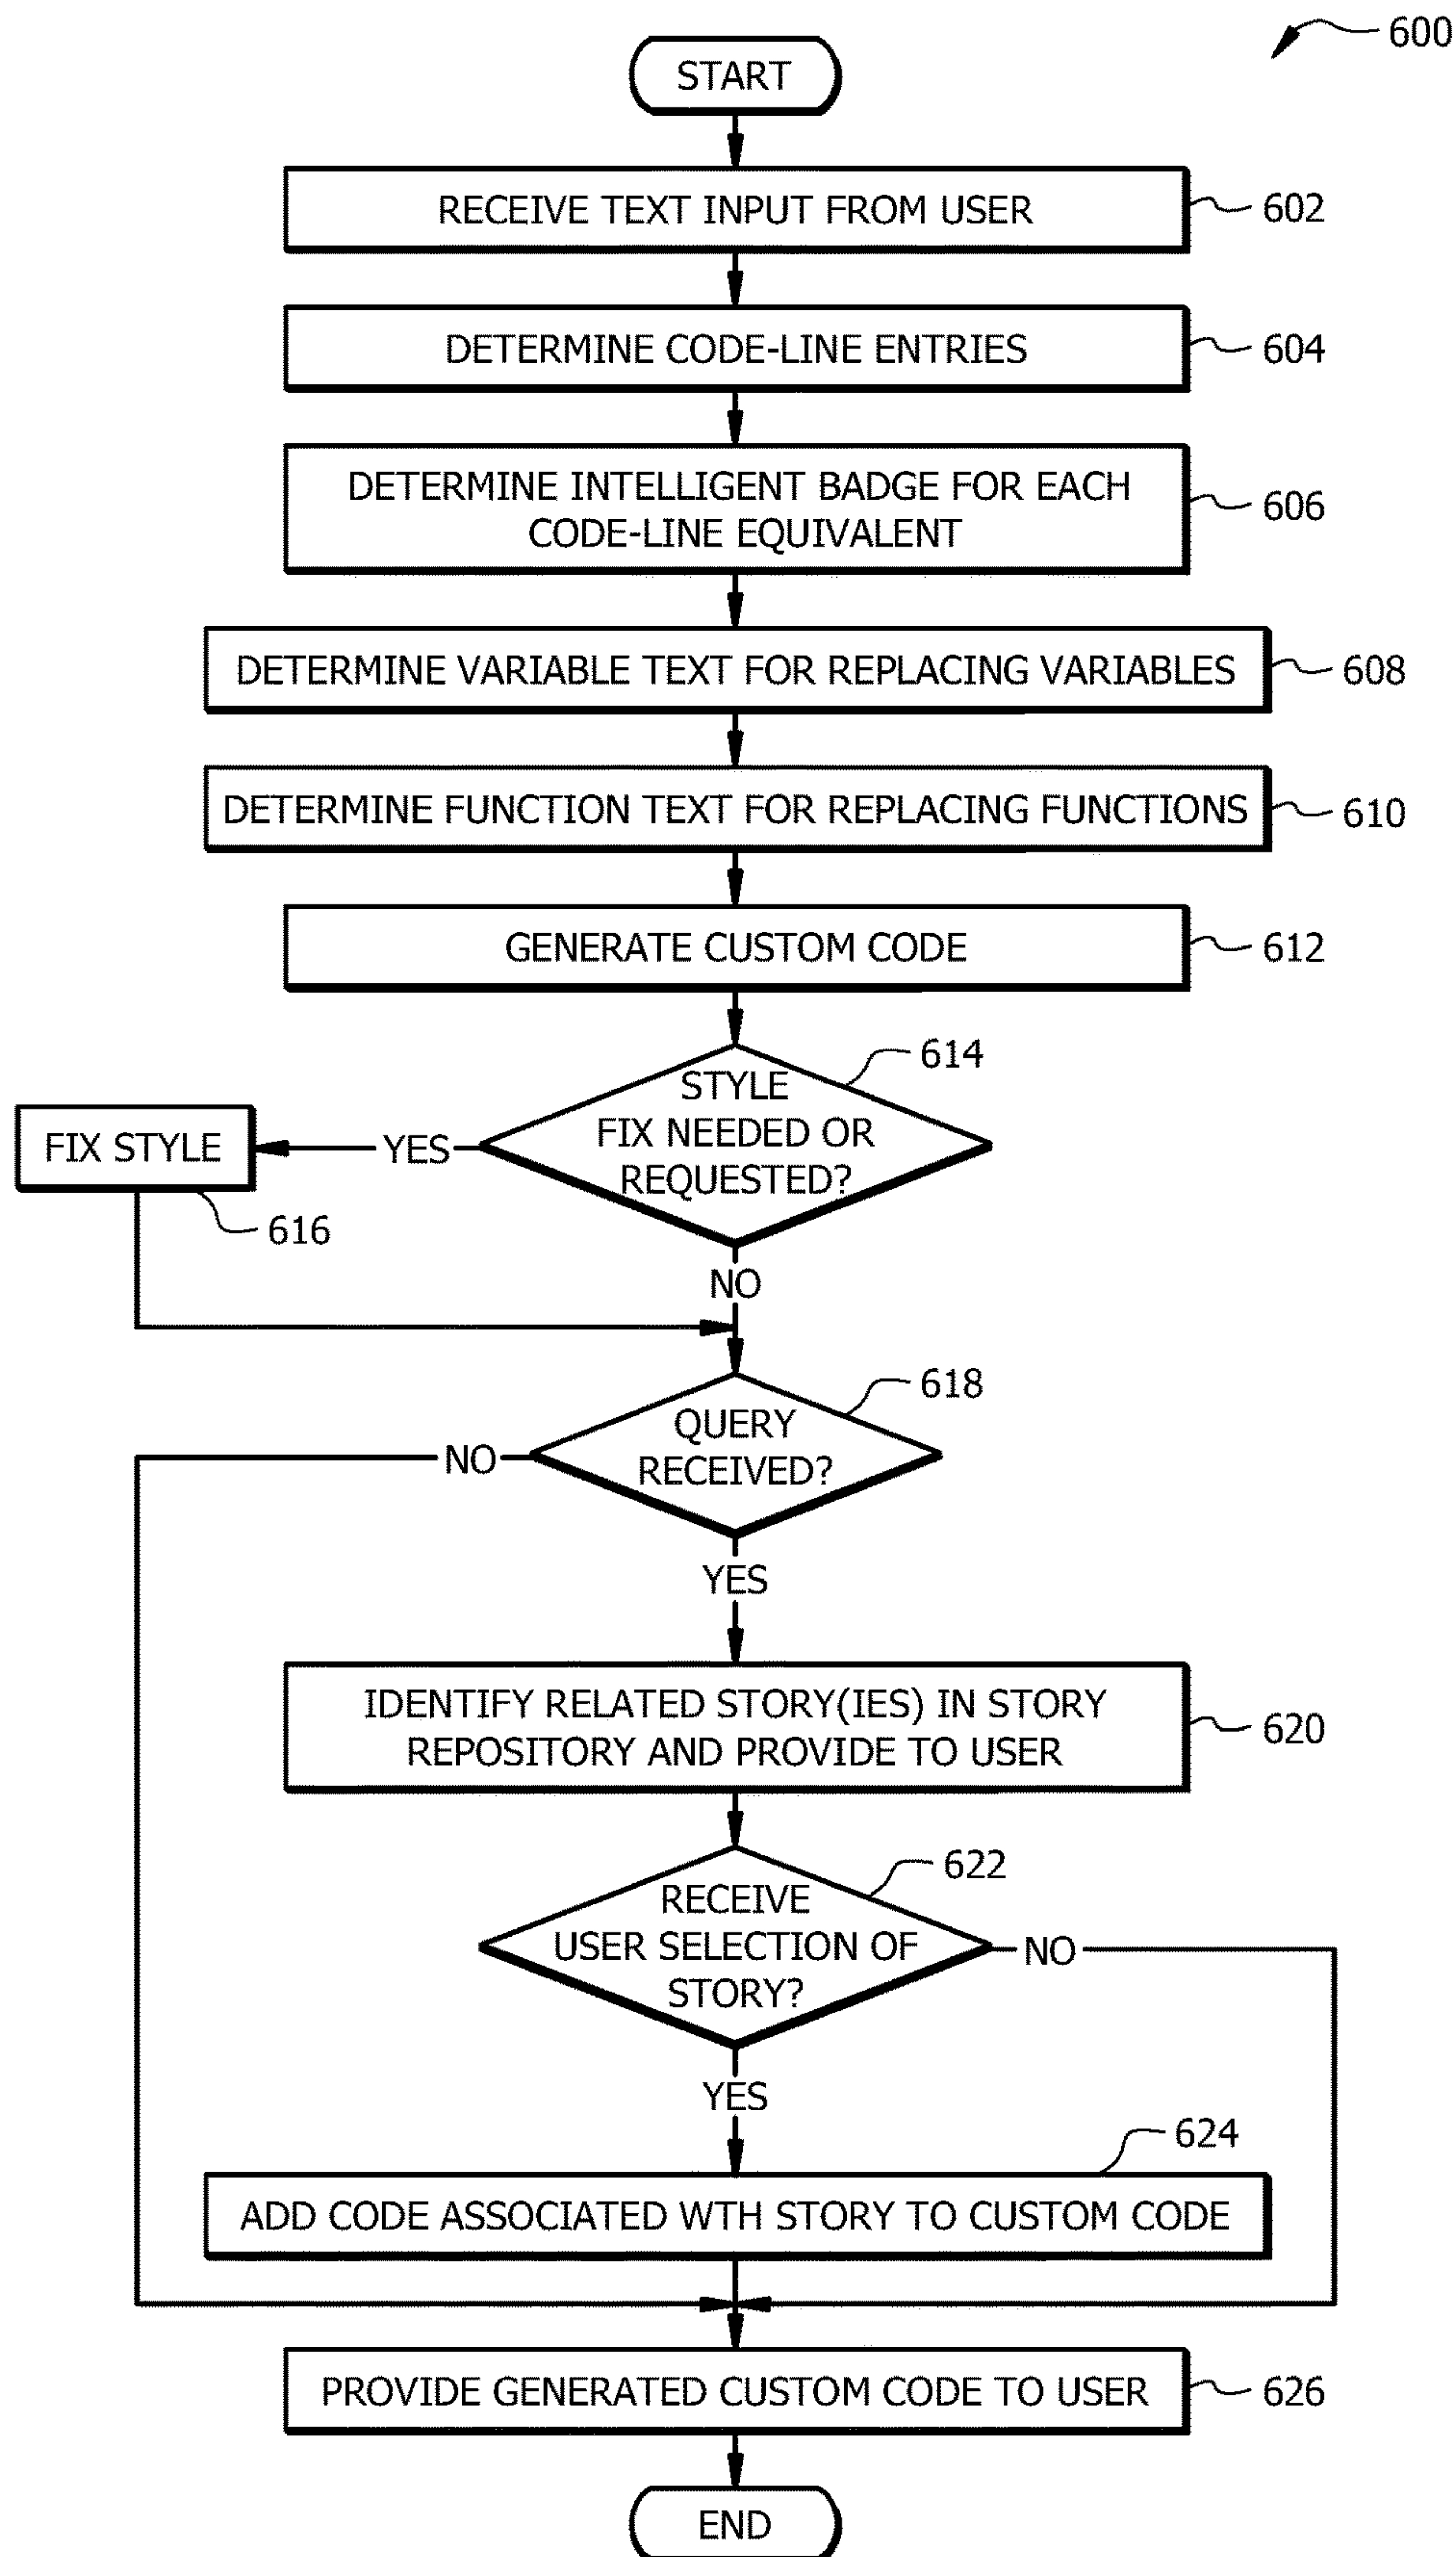 600
START
RECEIVE TEXT INPUT FROM USER
602
DETERMINE CODE-LINE ENTRIES
604
DETERMINE INTELLIGENT BADGE FOR EACH
CODE-LINE EQUIVALENT
606
DETERMINE VARIABLE TEXT FOR REPLACING VARIABLES
608
DETERMINE FUNCTION TEXT FOR REPLACING FUNCTIONS
610
GENERATE CUSTOM CODE
612
614
STYLE
FIX NEEDED OR
REQUESTED?
YES
FIX STYLE
616
NO
618
QUERY
RECEIVED?
NO
YES
IDENTIFY RELATED STORY(IES) IN STORY
REPOSITORY AND PROVIDE TO USER
620
622
RECEIVE
USER SELECTION OF
STORY?
NO
YES
624
ADD CODE ASSOCIATED WTH STORY TO CUSTOM CODE
PROVIDE GENERATED CUSTOM CODE TO USER
626
END